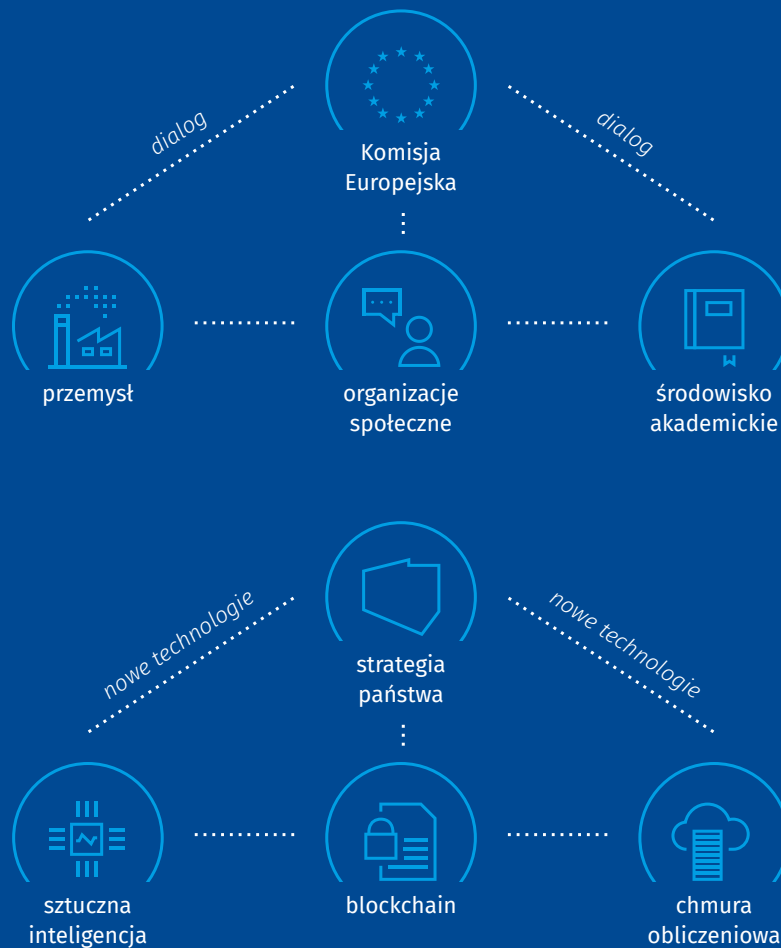 dialog
dialog
Komisja
Europejska
przemysł
organizacje
społeczne
środowisko
akademickie
nowe technologie
nowe technologie
strategia
państwa
sztuczna
inteligencja
blockchain
chmura
obliczeniowa